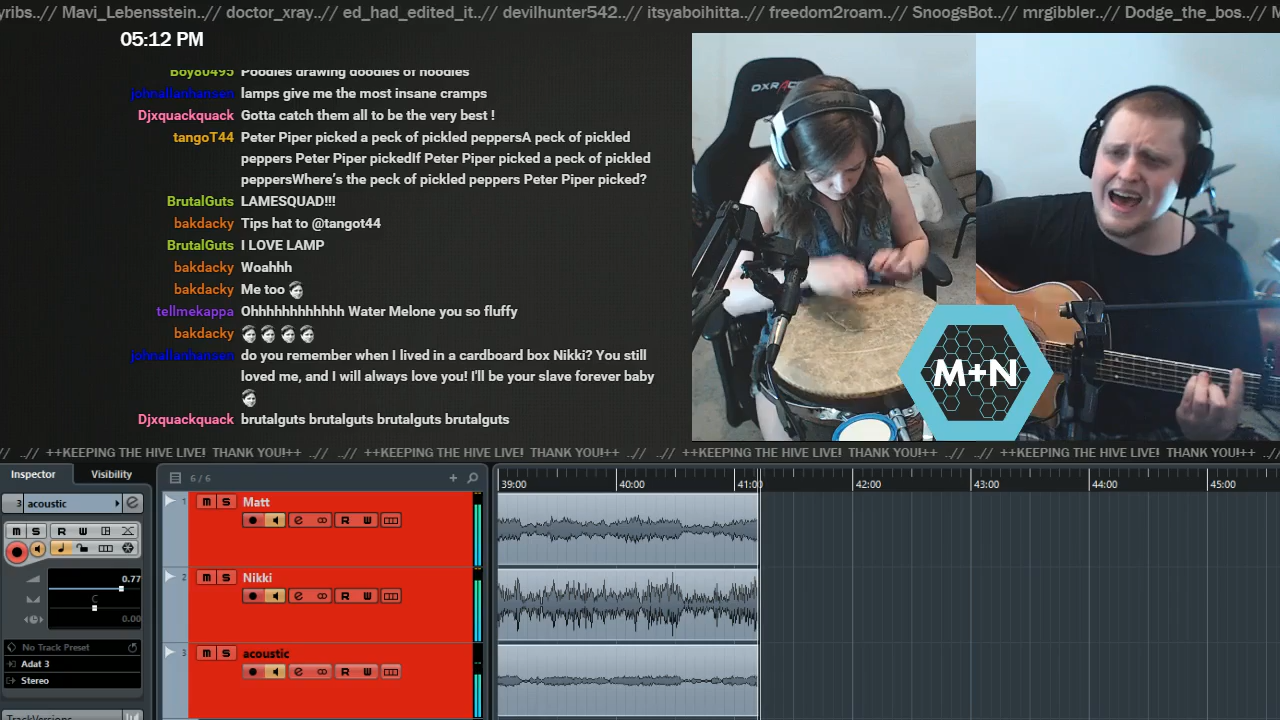 yribs..// Mavi_Lebensstein..// doctor_xray..// ed_had_edited_it..// devilhunter542..// itsyaboihitta..// freedom2roam..// SnoogsBot..// mrgibbler..// Dodge_the_bos..// M
05:12 PM
Boy80495 Poodles drawing doodles of noodles
johnallanhansen lamps give me the most insane cramps
Djxquackquack Gotta catch them all to be the very best !
tangoT44 Peter Piper picked a peck of pickled peppersA peck of pickled
peppers Peter Piper pickedIf Peter Piper picked a peck of pickled
peppersWhere's the peck of pickled peppers Peter Piper picked?
BrutalGuts LAMESQUAD!!!
bakdacky Tips hat to @tangot44
BrutalGuts I LOVE LAMP
bakdacky Woahhh
bakdacky Me too
tellmekappa Ohhhhhhhhhhhh Water Melone you so fluffy
bakdacky
johnallanhansen do you remember when I lived in a cardboard box Nikki? You still
loved me, and I will always love you! I'll be your slave forever baby
Djxquackquack brutalguts brutalguts brutalguts brutalguts
DXRACER
M+N
// ..// ++KEEPING THE HIVE LIVE! THANK YOU!++ ..// ..// ++KEEPING THE HIVE LIVE! THANK YOU!++ ..// ..// ++KEEPING THE HIVE LIVE! THANK YOU!++ ..// ..// ++KEEPING THE HIVE LIVE! THANK YOU!++ ..//
Inspector Visibility
6 / 6
39:00 40:00 41:00 42:00 43:00 44:00 45:00
3 acoustic e
M S R W
0.77
C
0.00
No Track Preset
Adat 3
Stereo
TrackVersions
1 M S Matt
e R W
2 M S Nikki
e R W
3 M S acoustic
e R W